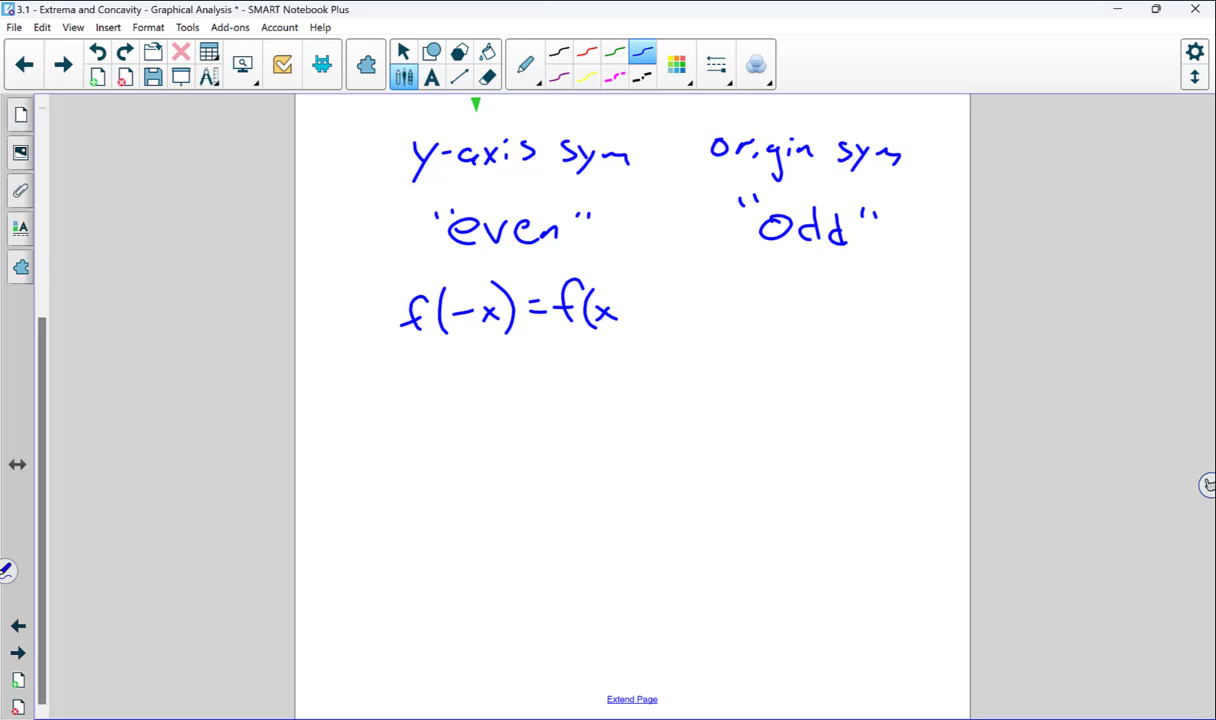 3.1 - Extrema and Concavity - Graphical Analysis * - SMART Notebook Plus
File Edit View Insert Format Tools Add-ons Account Help
y-axis sym origin sym
"even" "Odd"
f(-x)=f(x
Extend Page